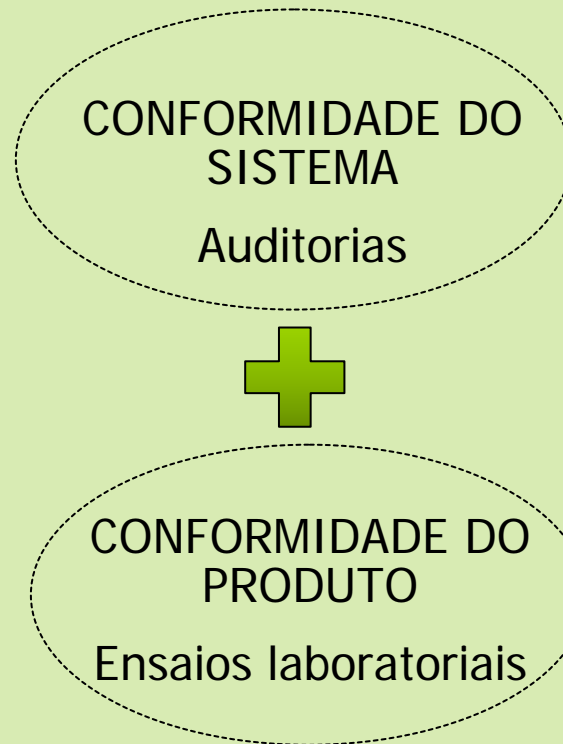 CONFORMIDADE DO
SISTEMA
Auditorias
CONFORMIDADE DO
PRODUTO
Ensaios laboratoriais